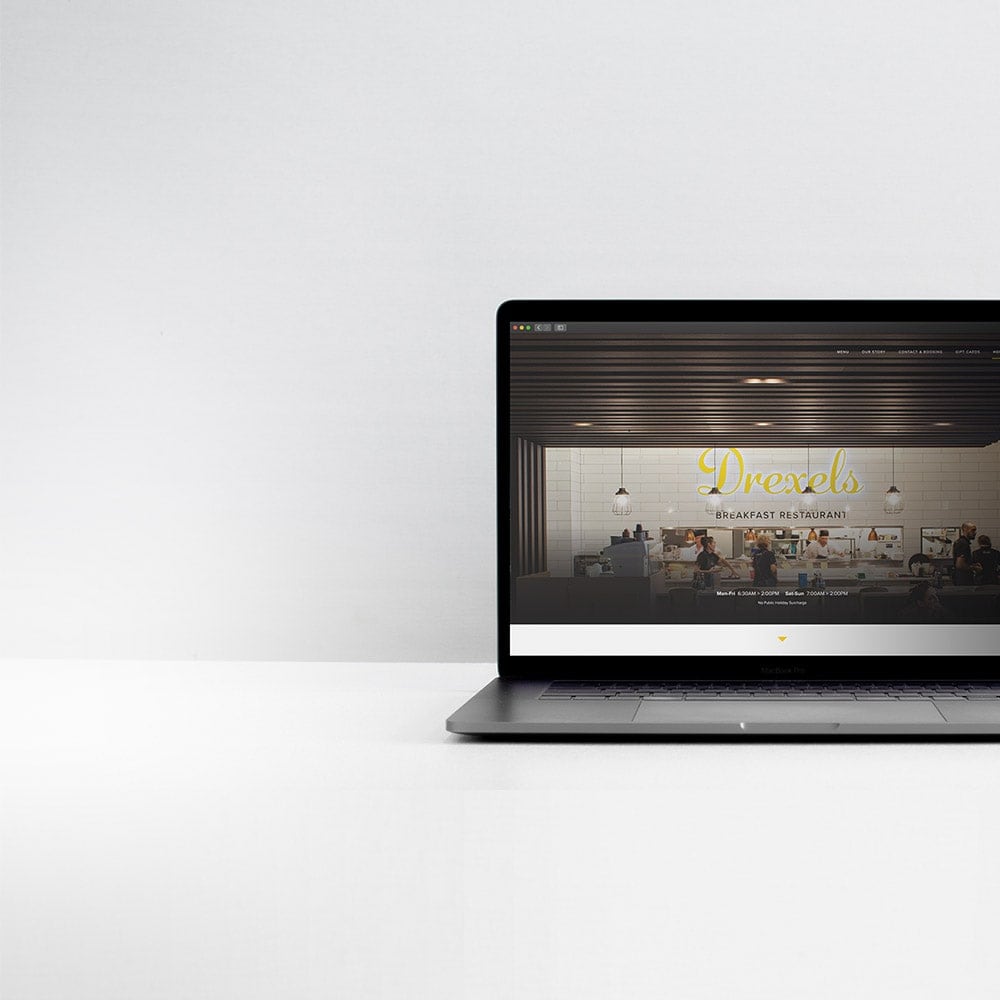 MENU OUR STORY CONTACT & BOOKING GIFT CARDS
Drexels
BREAKFAST RESTAURANT
Mon-Fri 6:30AM > 2:00PM Sat-Sun 7:00AM > 2:00PM
No Public Holiday Surcharge
MacBook Pro